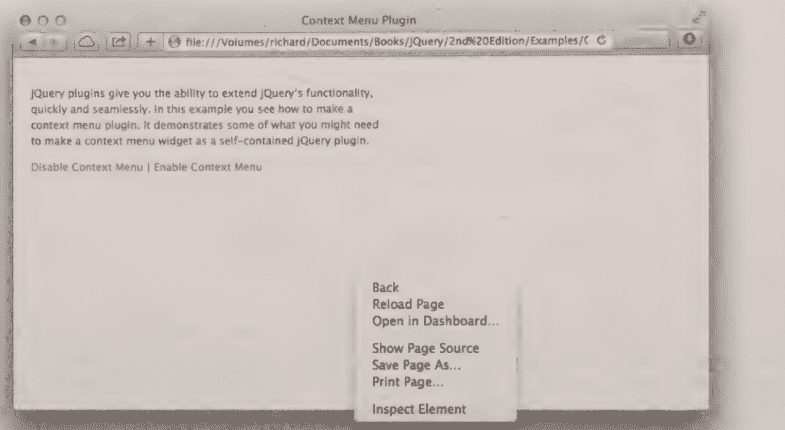 Context Menu Plugin
file:///Volumes/richard/Documents/Books/jQuery/2nd%20Edition/Examples/C
jQuery plugins give you the ability to extend jQuery's functionality,
quickly and seamlessly. In this example you see how to make a
context menu plugin. It demonstrates some of what you might need
to make a context menu widget as a self-contained jQuery plugin.
Disable Context Menu | Enable Context Menu
Back
Reload Page
Open in Dashboard...
Show Page Source
Save Page As...
Print Page...
Inspect Element